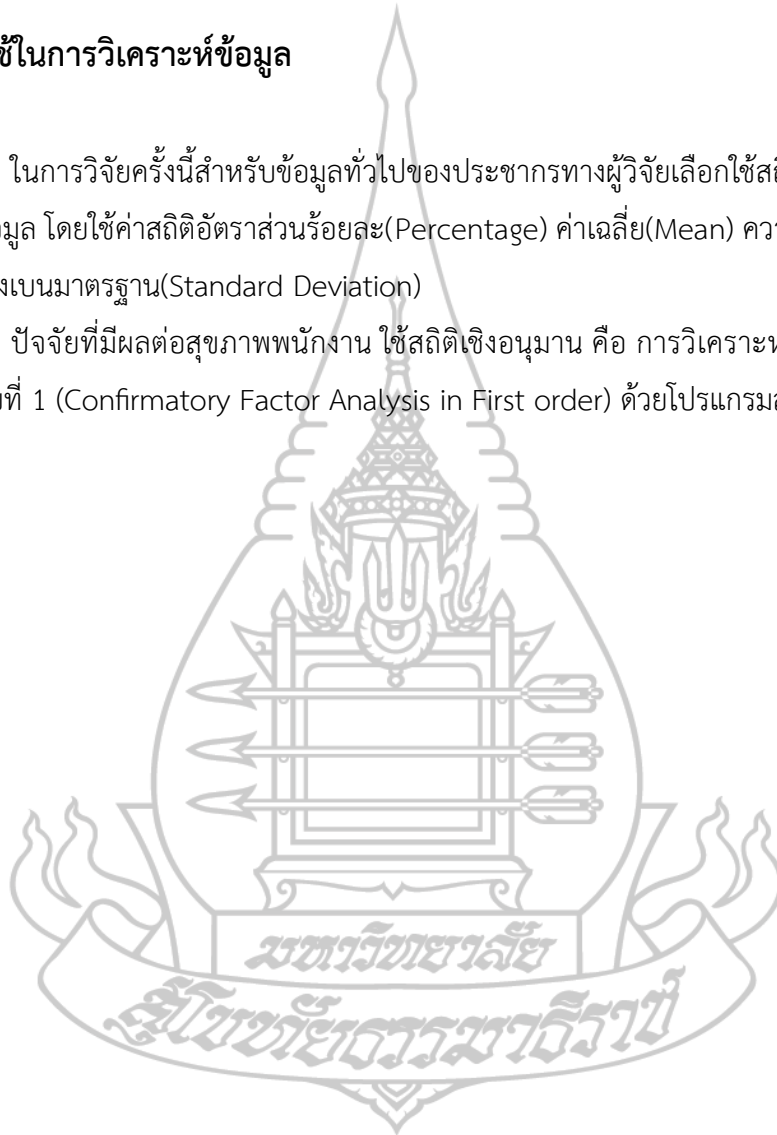 ช้ในการวิเคราะห์ข้อมูล
ในการวิจัยครั้งนี้สำหรับข้อมูลทั่วไปของประชากรทางผู้วิจัยเลือกใช้สถิ
อมูล โดยใช้ค่าสถิติอัตราส่วนร้อยละ(Percentage) ค่าเฉลี่ย(Mean) ควา
งเบนมาตรฐาน(Standard Deviation)
ปัจจัยที่มีผลต่อสุขภาพพนักงาน ใช้สถิติเชิงอนุมาน คือ การวิเคราะห
ที่ 1 (Confirmatory Factor Analysis in First order) ด้วยโปรแกรมส
มหาวิทยาลัย
สุโขทัยธรรมาธิราช